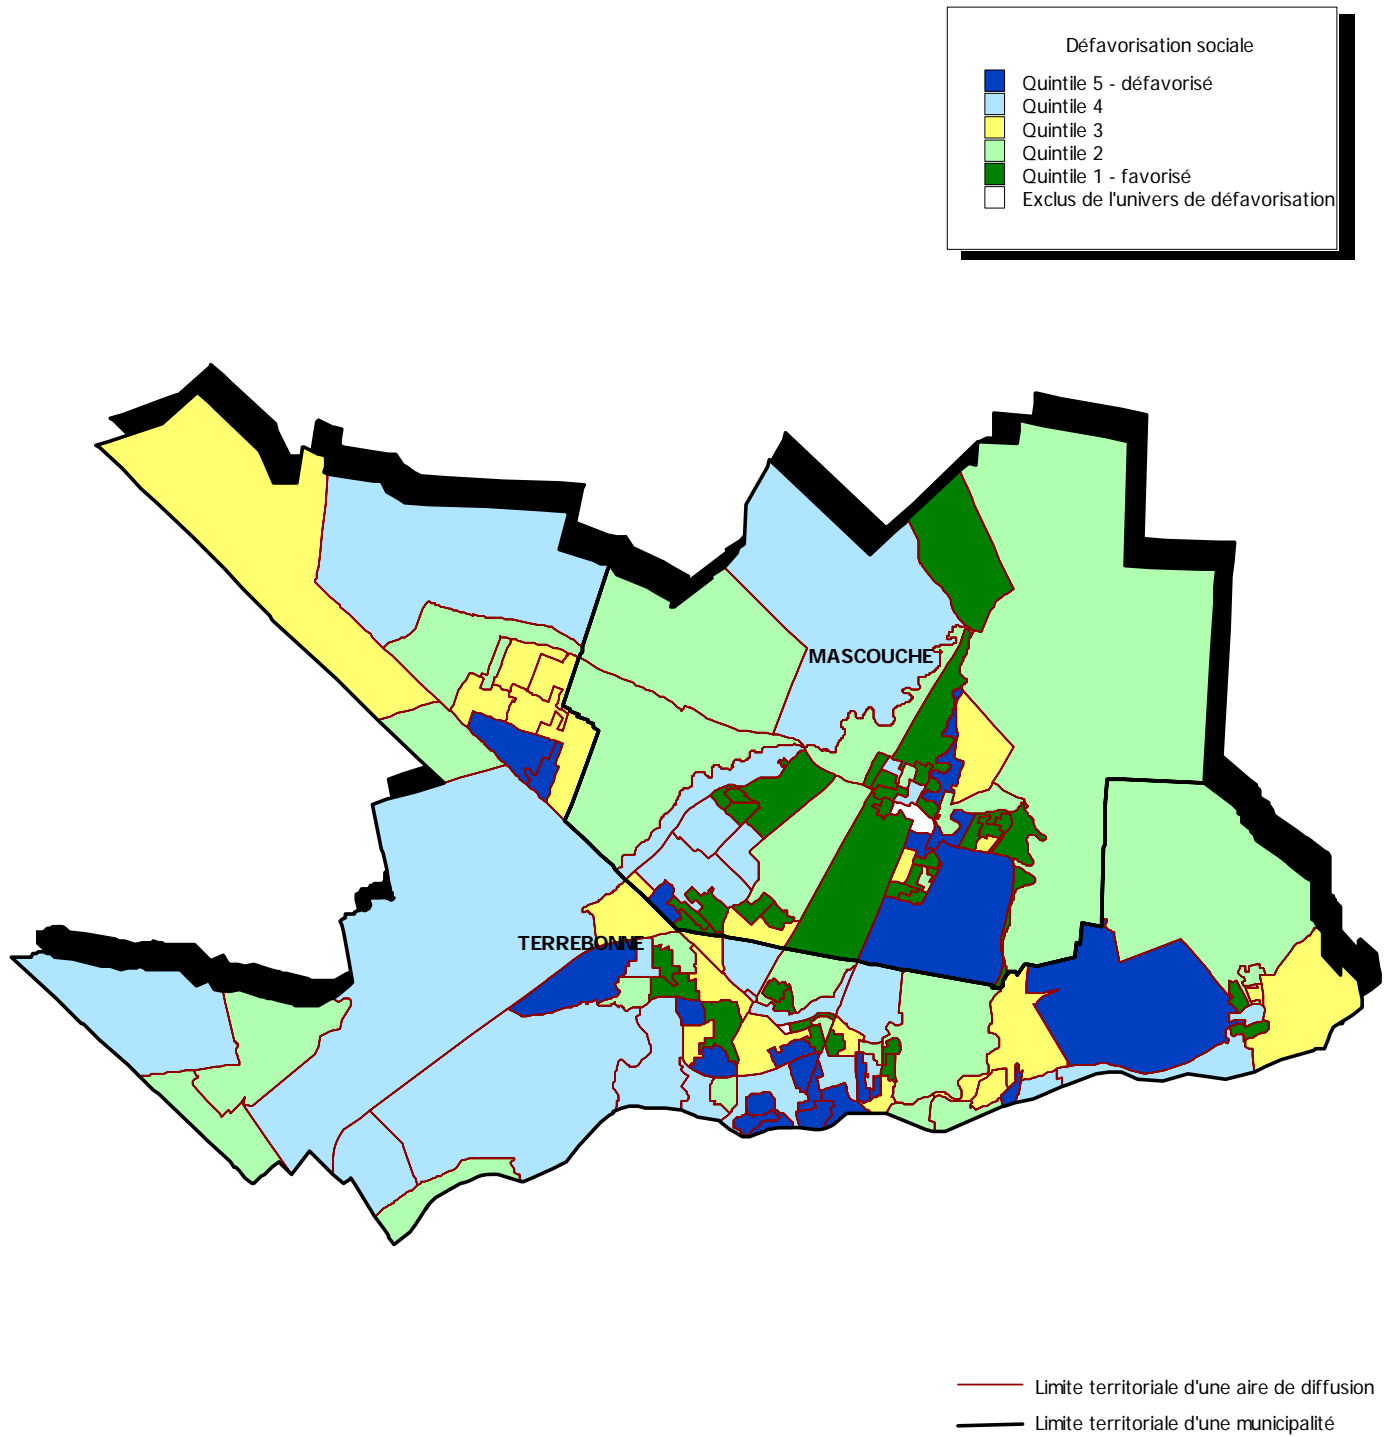 Défavorisation sociale
Quintile 5 - défavorisé
Quintile 4
Quintile 3
Quintile 2
Quintile 1 - favorisé
Exclus de l'univers de défavorisation
MASCOUCHE
TERREBONNE
Limite territoriale d'une aire de diffusion
Limite territoriale d'une municipalité